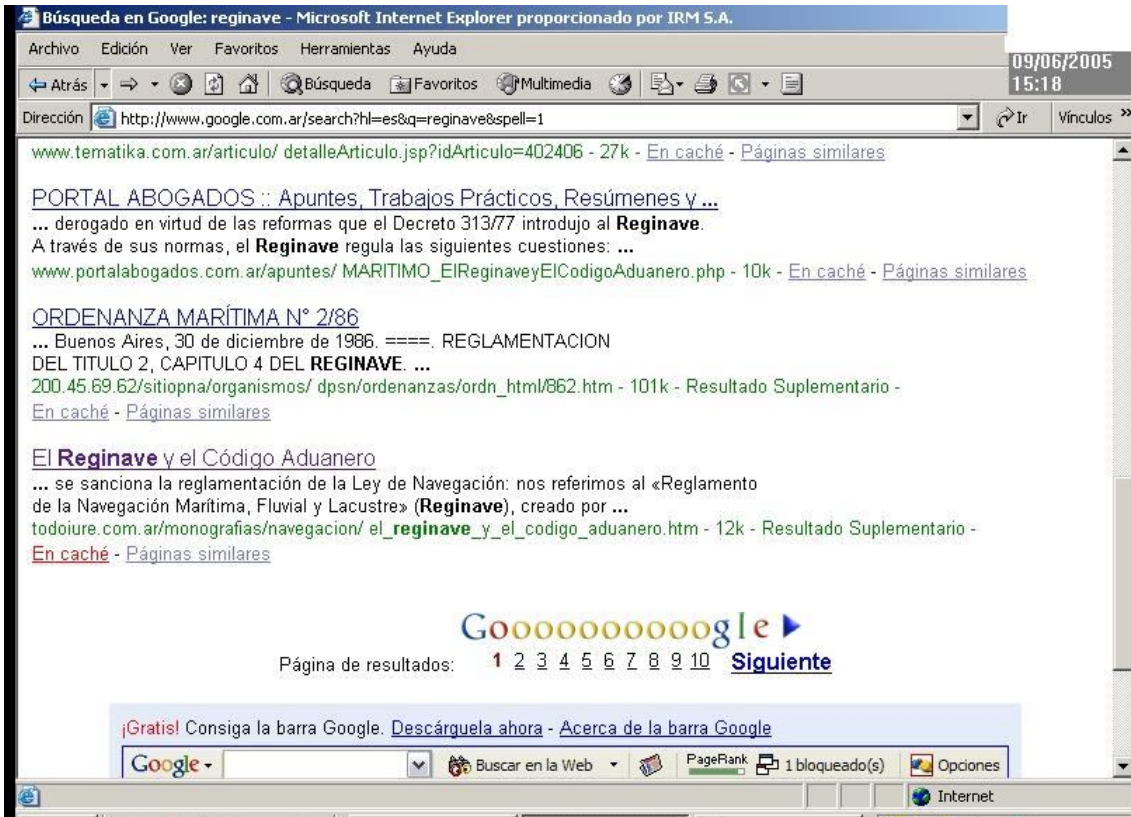 Búsqueda en Google: reginave - Microsoft Internet Explorer proporcionado por IRM S.A.
Archivo Edición Ver Favoritos Herramientas Ayuda
09/06/2005
15:18
Atrás Búsqueda Favoritos Multimedia
Dirección http://www.google.com.ar/search?hl=es&q=reginave&spell=1 Ir Vínculos »
www.tematika.com.ar/articulo/ detalleArticulo.jsp?idArticulo=402406 - 27k - En caché - Páginas similares
PORTAL ABOGADOS :: Apuntes, Trabajos Prácticos, Resúmenes y ...
... derogado en virtud de las reformas que el Decreto 313/77 introdujo al Reginave.
A través de sus normas, el Reginave regula las siguientes cuestiones: ...
www.portalabogados.com.ar/apuntes/ MARITIMO_ElReginaveyElCodigoAduanero.php - 10k - En caché - Páginas similares
ORDENANZA MARÍTIMA N° 2/86
... Buenos Aires, 30 de diciembre de 1986. ====. REGLAMENTACION
DEL TITULO 2, CAPITULO 4 DEL REGINAVE. ...
200.45.69.62/sitiopna/organismos/ dpsn/ordenanzas/ordn_html/862.htm - 101k - Resultado Suplementario -
En caché - Páginas similares
El Reginave y el Código Aduanero
... se sanciona la reglamentación de la Ley de Navegación: nos referimos al «Reglamento
de la Navegación Marítima, Fluvial y Lacustre» (Reginave), creado por ...
todoiure.com.ar/monografias/navegacion/ el_reginave_y_el_codigo_aduanero.htm - 12k - Resultado Suplementario -
En caché - Páginas similares
Goooooooooogle
Página de resultados: 1 2 3 4 5 6 7 8 9 10 Siguiente
¡Gratis! Consiga la barra Google. Descárguela ahora - Acerca de la barra Google
Google Buscar en la Web PageRank 1 bloqueado(s) Opciones
Internet